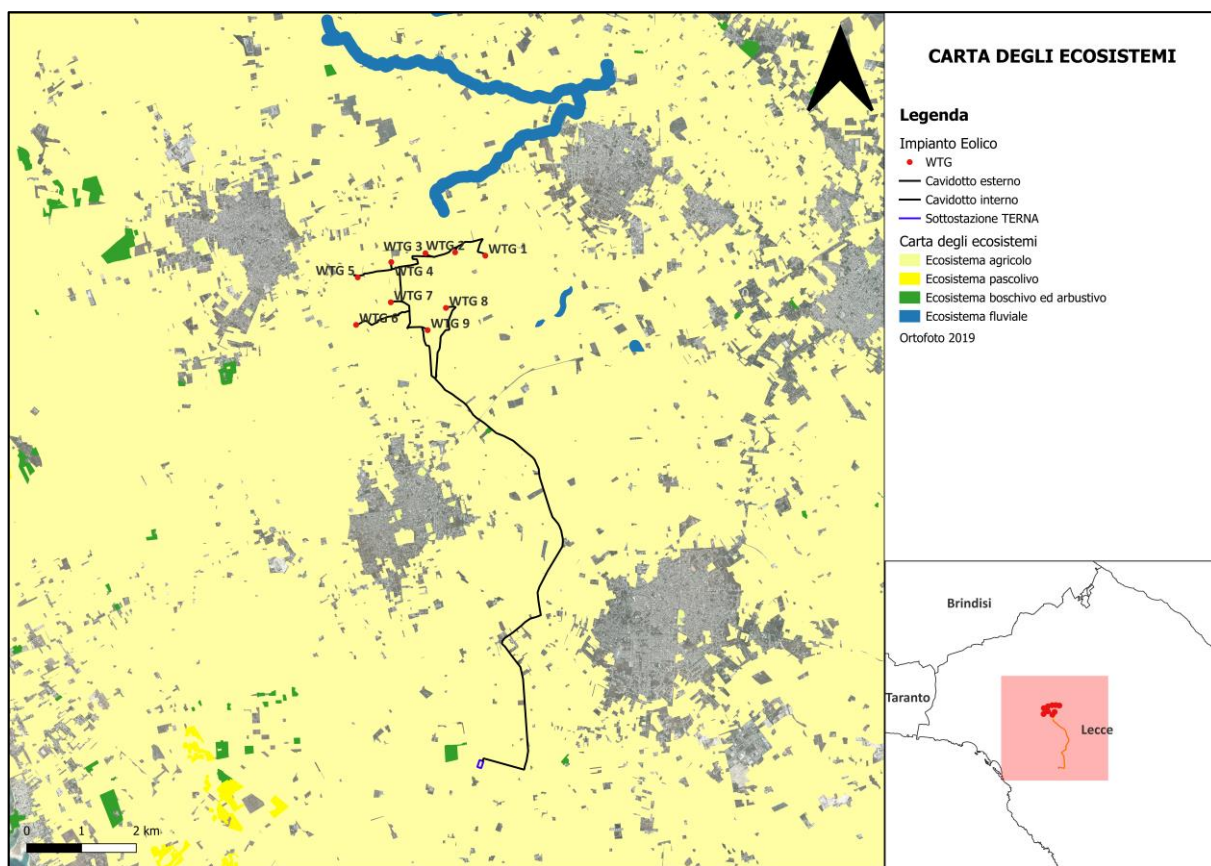 CARTA DEGLI ECOSISTEMI
Legenda
Impianto Eolico
WTG
Cavidotto esterno
Cavidotto interno
Sottostazione TERNA
Carta degli ecosistemi
Ecosistema agricolo
Ecosistema pascolivo
Ecosistema boschivo ed arbustivo
Ecosistema fluviale
Ortofoto 2019
WTG 3
WTG 2
WTG 1
WTG 5
WTG 4
WTG 7
WTG 8
WTG 6
WTG 9
0 1 2 km
Brindisi
Taranto
Lecce